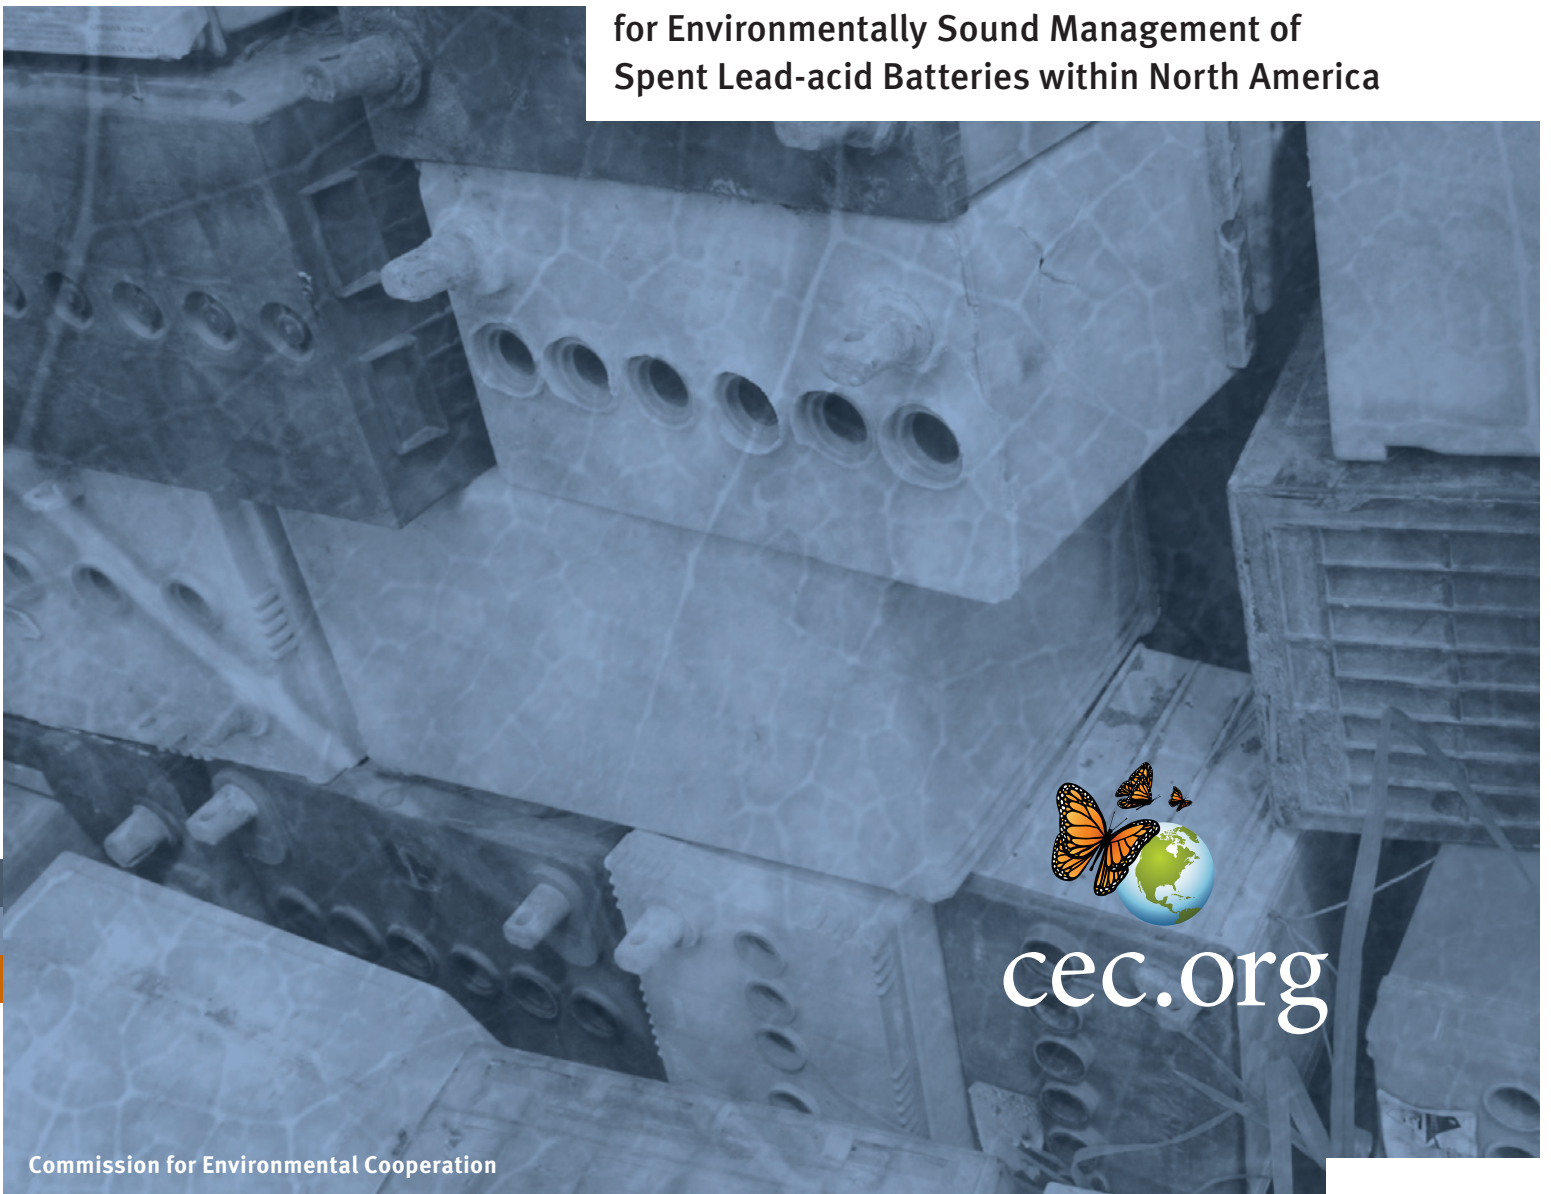 for Environmentally Sound Management of
Spent Lead-acid Batteries within North America
cec.org
Commission for Environmental Cooperation